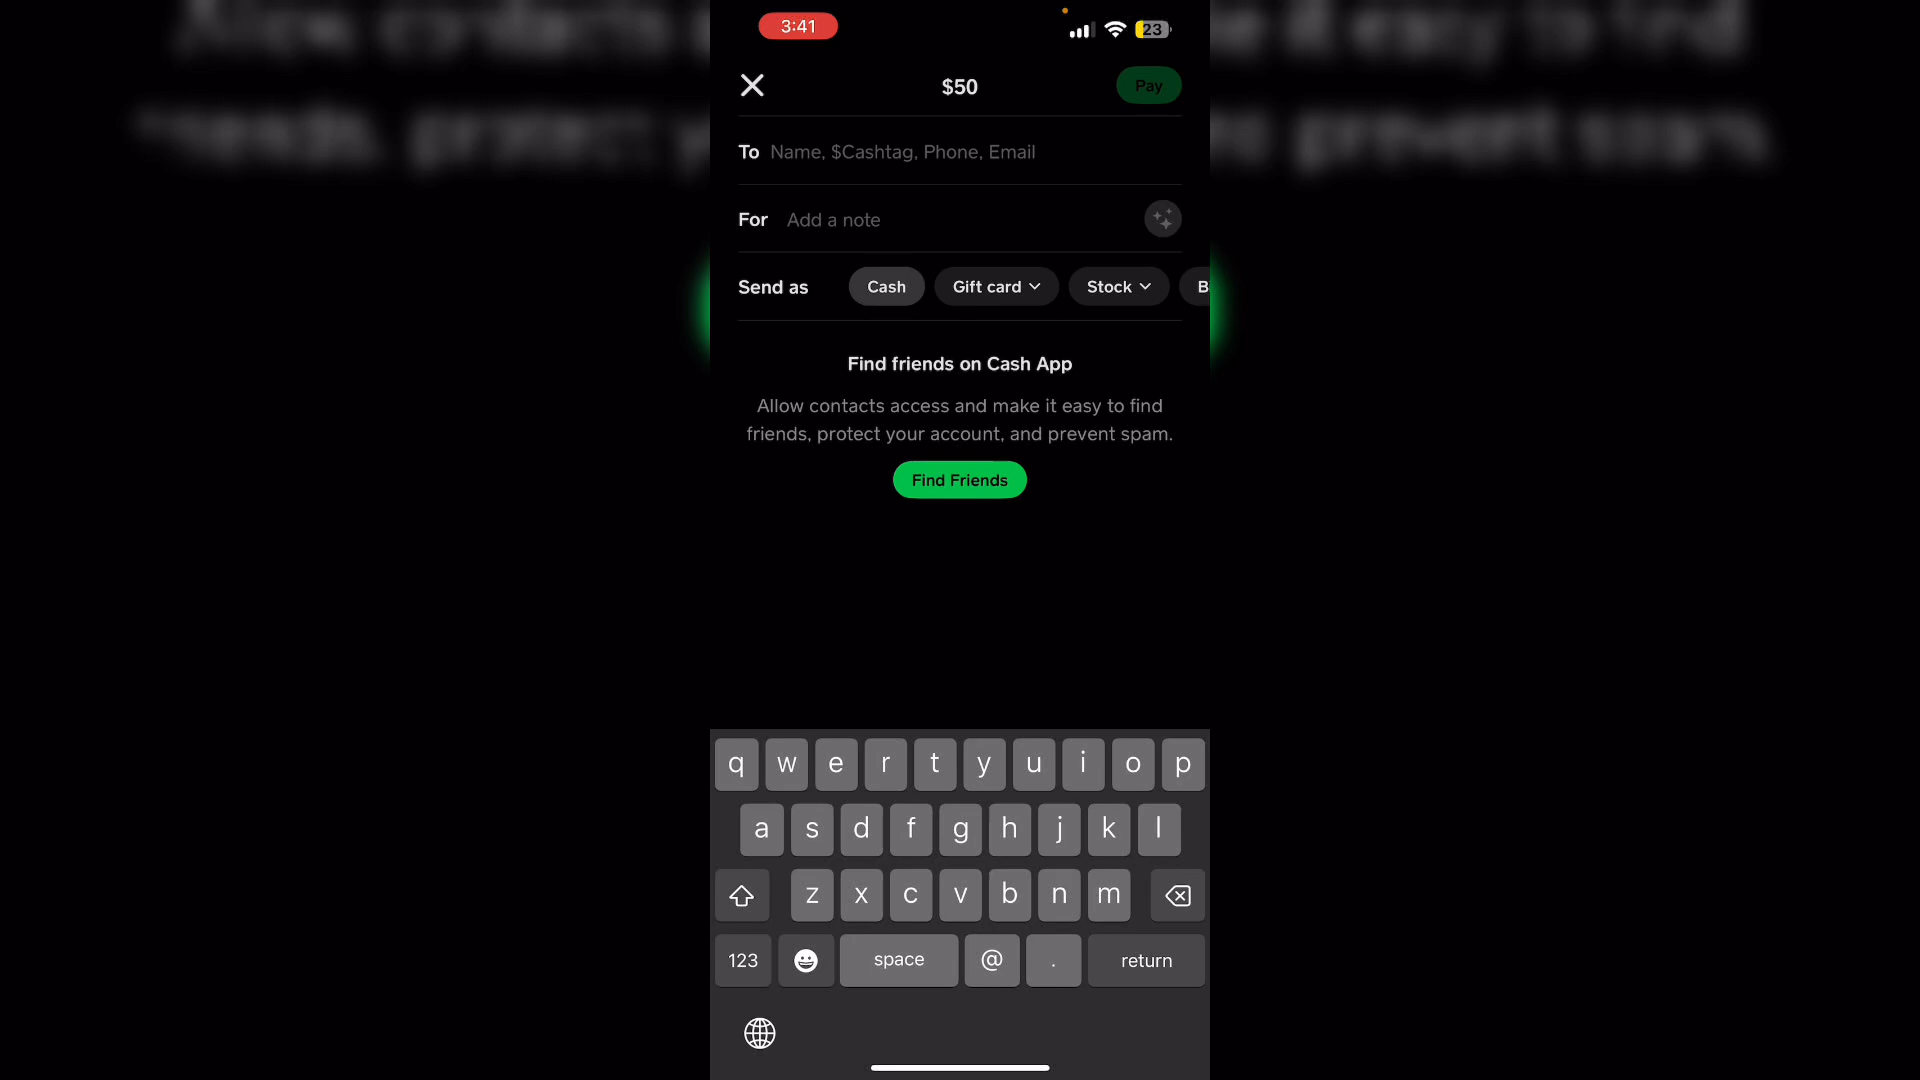 3:41
23
$50
Pay
To Name, $Cashtag, Phone, Email
For Add a note
Send as Cash Gift card Stock B
Find friends on Cash App
Allow contacts access and make it easy to find
friends, protect your account, and prevent spam.
Find Friends
q w e r t y u i o p
a s d f g h j k l
z x c v b n m
123 space @ . return